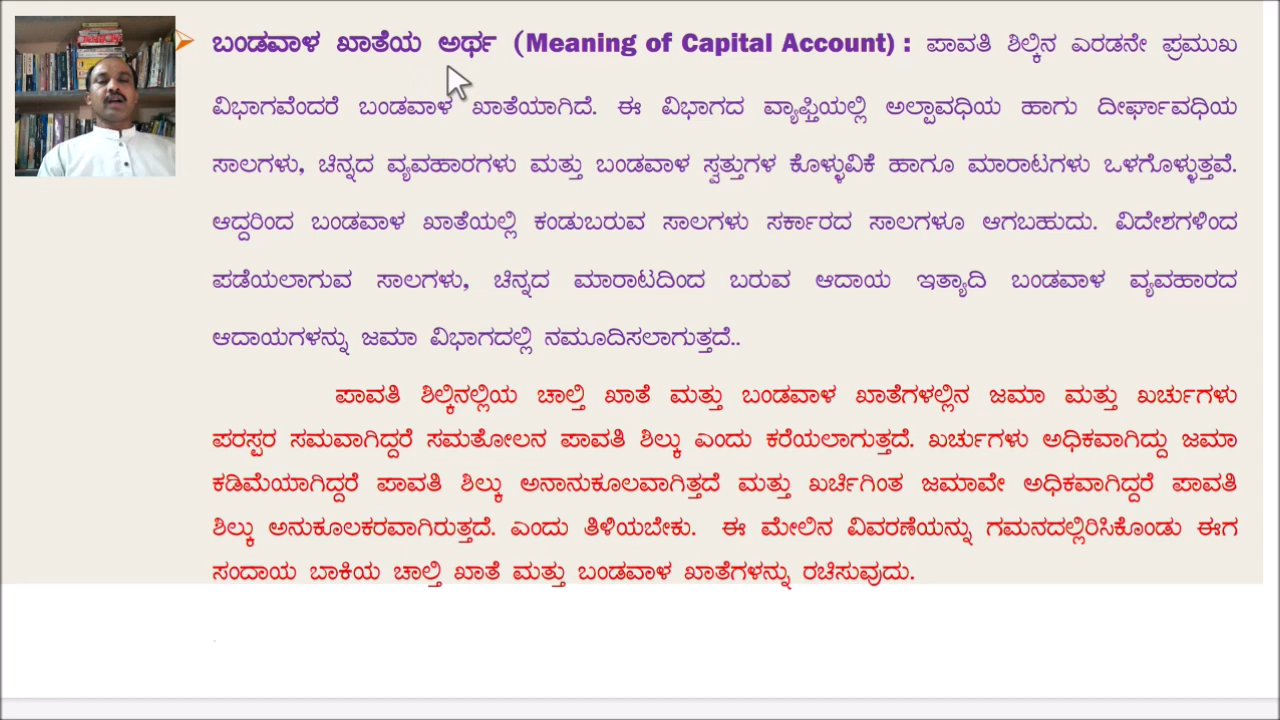 ಬಂಡವಾಳ ಖಾತೆಯ ಅರ್ಥ (Meaning of Capital Account) : ಪಾವತಿ ಶಿಲ್ಕಿನ ಎರಡನೇ ಪ್ರಮುಖ
ವಿಭಾಗವೆಂದರೆ ಬಂಡವಾಳ ಖಾತೆಯಾಗಿದೆ. ಈ ವಿಭಾಗದ ವ್ಯಾಪ್ತಿಯಲ್ಲಿ ಅಲ್ಪಾವಧಿಯ ಹಾಗು ದೀರ್ಘಾವಧಿಯ
ಸಾಲಗಳು, ಚಿನ್ನದ ವ್ಯವಹಾರಗಳು ಮತ್ತು ಬಂಡವಾಳ ಸ್ವತ್ತುಗಳ ಕೊಳ್ಳುವಿಕೆ ಹಾಗೂ ಮಾರಾಟಗಳು ಒಳಗೊಳ್ಳುತ್ತವೆ.
ಆದ್ದರಿಂದ ಬಂಡವಾಳ ಖಾತೆಯಲ್ಲಿ ಕಂಡುಬರುವ ಸಾಲಗಳು ಸರ್ಕಾರದ ಸಾಲಗಳೂ ಆಗಬಹುದು. ವಿದೇಶಗಳಿಂದ
ಪಡೆಯಲಾಗುವ ಸಾಲಗಳು, ಚಿನ್ನದ ಮಾರಾಟದಿಂದ ಬರುವ ಆದಾಯ ಇತ್ಯಾದಿ ಬಂಡವಾಳ ವ್ಯವಹಾರದ
ಆದಾಯಗಳನ್ನು ಜಮಾ ವಿಭಾಗದಲ್ಲಿ ನಮೂದಿಸಲಾಗುತ್ತದೆ..
ಪಾವತಿ ಶಿಲ್ಕಿನಲ್ಲಿಯ ಚಾಲ್ತಿ ಖಾತೆ ಮತ್ತು ಬಂಡವಾಳ ಖಾತೆಗಳಲ್ಲಿನ ಜಮಾ ಮತ್ತು ಖರ್ಚುಗಳು
ಪರಸ್ಪರ ಸಮವಾಗಿದ್ದರೆ ಸಮತೋಲನ ಪಾವತಿ ಶಿಲ್ಕು ಎಂದು ಕರೆಯಲಾಗುತ್ತದೆ. ಖರ್ಚುಗಳು ಅಧಿಕವಾಗಿದ್ದು ಜಮಾ
ಕಡಿಮೆಯಾಗಿದ್ದರೆ ಪಾವತಿ ಶಿಲ್ಕು ಅನಾನುಕೂಲವಾಗಿತ್ತದೆ ಮತ್ತು ಖರ್ಚಿಗಿಂತ ಜಮಾವೇ ಅಧಿಕವಾಗಿದ್ದರೆ ಪಾವತಿ
ಶಿಲ್ಕು ಅನುಕೂಲಕರವಾಗಿರುತ್ತದೆ. ಎಂದು ತಿಳಿಯಬೇಕು. ಈ ಮೇಲಿನ ವಿವರಣೆಯನ್ನು ಗಮನದಲ್ಲಿರಿಸಿಕೊಂಡು ಈಗ
ಸಂದಾಯ ಬಾಕಿಯ ಚಾಲ್ತಿ ಖಾತೆ ಮತ್ತು ಬಂಡವಾಳ ಖಾತೆಗಳನ್ನು ರಚಿಸುವುದು.